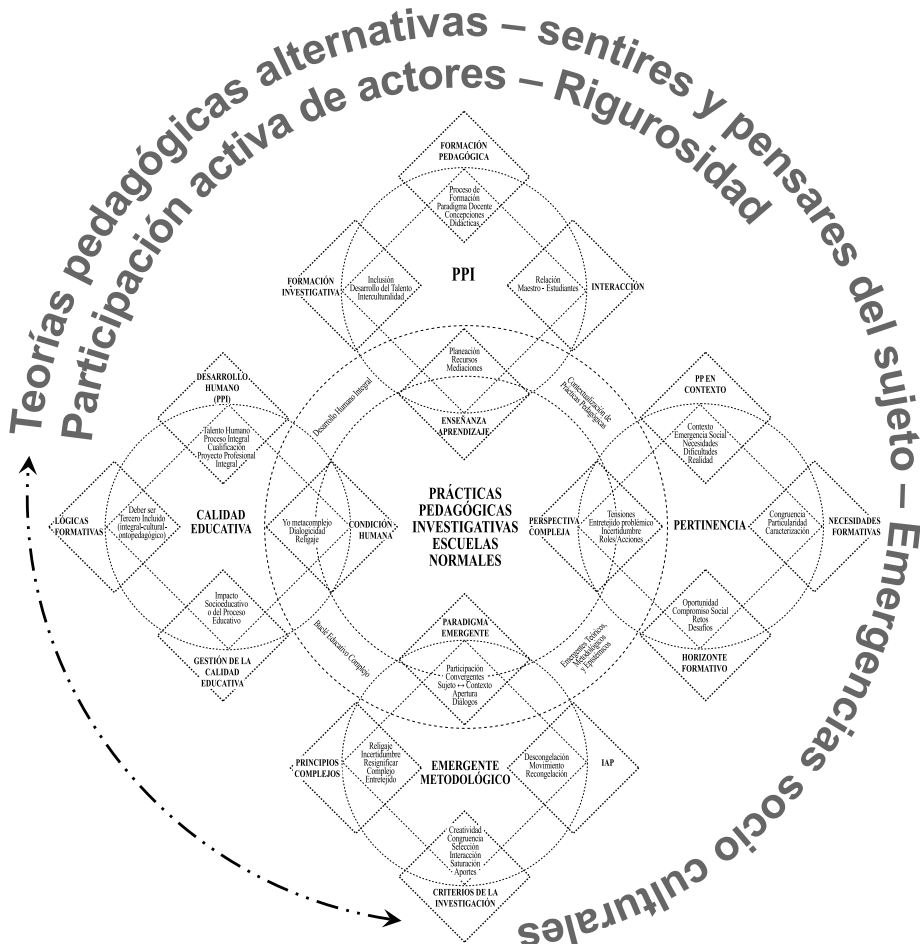 Teorías pedagógicas alternativas – sentires y pensares del sujeto – Emergencias socio culturales
Participación activa de actores – Rigurosidad
FORMACIÓN
PEDAGÓGICA
Proceso de
Formación
Paradigma Docente
Concepciones
Didácticas
PPI
FORMACIÓN
INVESTIGATIVA
Inclusión
Desarrollo del Talento
Interculturalidad
Relación
Maestro - Estudiantes
INTERACCIÓN
Planeación
Recursos
Mediaciones
ENSEÑANZA
APRENDIZAJE
Desarrollo Humano Integral
Contextualización de
Prácticas Pedagógicas
DESARROLLO
HUMANO
(PPI)
Talento Humano
Proceso Integral
Cualificación
Proyecto Profesional
Integral
LÓGICAS
FORMATIVAS
Deber ser
Tercero Incluido
(integral-cultural-
ontopedagógico)
CALIDAD
EDUCATIVA
Yo metacomplejo
Dialogicidad
Religaje
CONDICIÓN
HUMANA
Impacto
Socioeducativo
o del Proceso
Educativo
GESTIÓN DE LA
CALIDAD
EDUCATIVA
PRÁCTICAS
PEDAGÓGICAS
INVESTIGATIVAS
ESCUELAS
NORMALES
PP EN
CONTEXTO
Contexto
Emergencia Social
Necesidades
Dificultades
Realidad
PERSPECTIVA
COMPLEJA
Tensiones
Entretejido problémico
Incertidumbre
Roles/Acciones
PERTINENCIA
Congruencia
Particularidad
Caracterización
NECESIDADES
FORMATIVAS
Oportunidad
Compromiso Social
Retos
Desafíos
HORIZONTE
FORMATIVO
Bucle Educativo Complejo
Emergentes Teóricos,
Metodológicos
y Epistémicos
PARADIGMA
EMERGENTE
Participación
Convergentes
Sujeto ↔ Contexto
Apertura
Diálogos
PRINCIPIOS
COMPLEJOS
Religaje
Incertidumbre
Resignificar
Complejo
Entretejido
EMERGENTE
METODOLÓGICO
Descongelación
Movimiento
Recongelación
IAP
Creatividad
Congruencia
Selección
Interacción
Saturación
Aportes
CRITERIOS DE LA
INVESTIGACIÓN